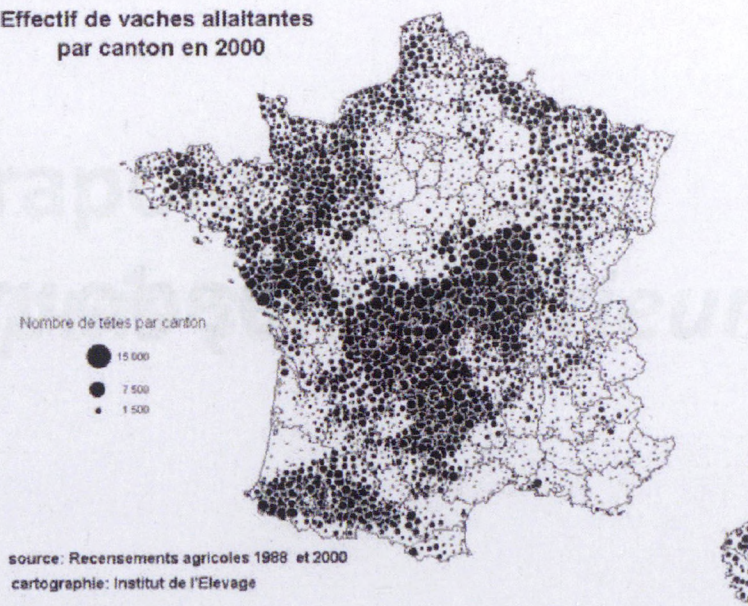 Effectif de vaches allaitantes
par canton en 2000
Nombre de têtes par canton
15 000
7 500
1 500
source: Recensements agricoles 1988 et 2000
cartographie: Institut de l'Elevage